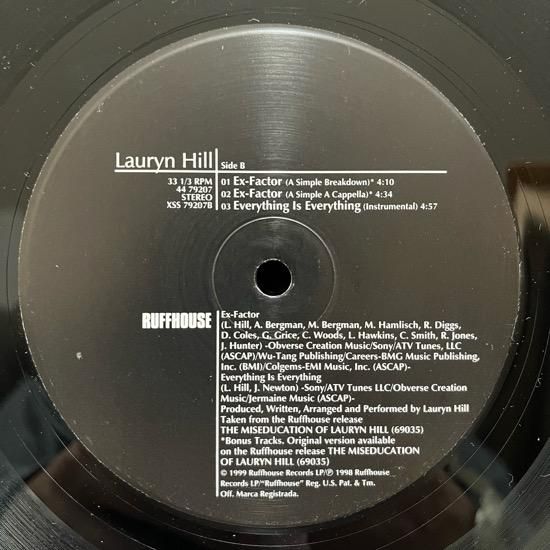 Lauryn Hill
Side B
33 1/3 RPM
44 79207
STEREO
XSS 79207B
01 Ex-Factor (A Simple Breakdown)* 4:10
02 Ex-Factor (A Simple A Cappella)* 4:34
03 Everything Is Everything (Instrumental) 4:57
RUFFHOUSE
Ex-Factor
(L. Hill, A. Bergman, M. Bergman, M. Hamlisch, R. Diggs,
D. Coles, G. Grice, C. Woods, L. Hawkins, C. Smith, R. Jones,
J. Hunter) -Obverse Creation Music/Sony/ATV Tunes, LLC
(ASCAP)/Wu-Tang Publishing/Careers-BMG Music Publishing,
Inc. (BMI)/Colgems-EMI Music, Inc. (ASCAP)-
Everything Is Everything
(L. Hill, J. Newton) -Sony/ATV Tunes LLC/Obverse Creation
Music/Jermaine Music (ASCAP)-
Produced, Written, Arranged and Performed by Lauryn Hill
Taken from the Ruffhouse release
THE MISEDUCATION OF LAURYN HILL (69035)
*Bonus Tracks. Original version available
on the Ruffhouse release THE MISEDUCATION
OF LAURYN HILL (69035)
© 1999 Ruffhouse Records LP/℗ 1998 Ruffhouse
Records LP/"Ruffhouse" Reg. U.S. Pat. & Tm.
Off. Marca Registrada.